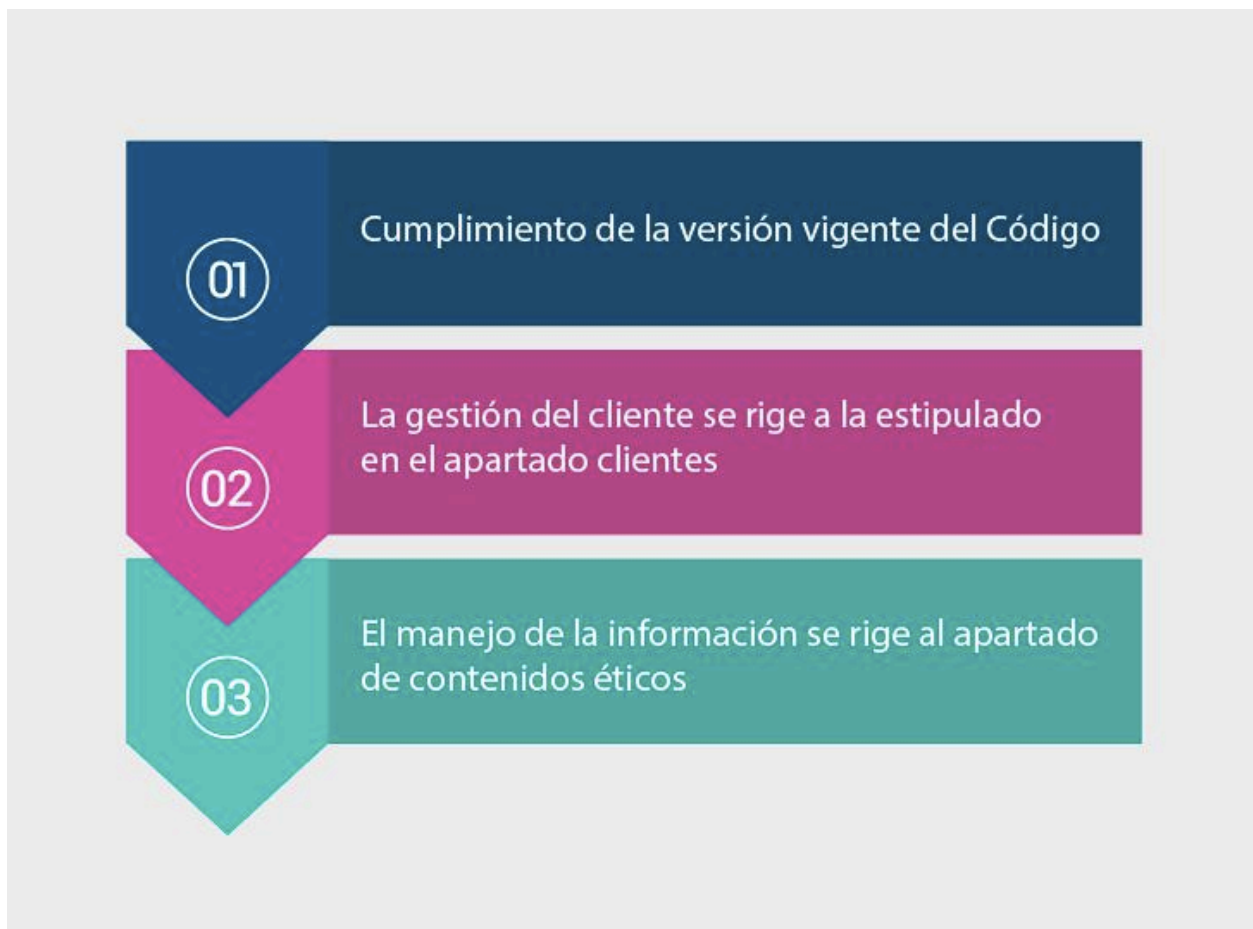 01
Cumplimiento de la versión vigente del Código
02
La gestión del cliente se rige a la estipulado
en el apartado clientes
03
El manejo de la información se rige al apartado
de contenidos éticos